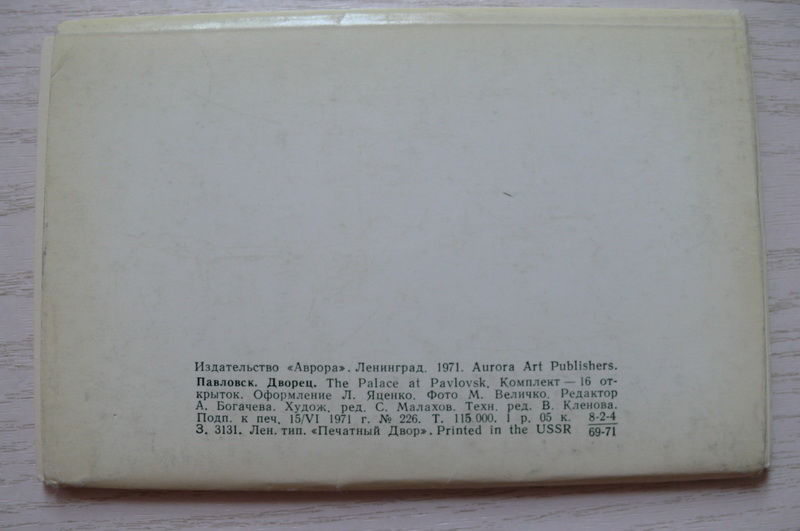 Издательство «Аврора». Ленинград. 1971. Aurora Art Publishers.
Павловск. Дворец. The Palace at Pavlovsk. Комплект — 16 от-
крыток. Оформление Л. Яценко. Фото М. Величко. Редактор
А. Богачева. Худож. ред. С. Малахов. Техн. ред. В. Кленова.
Подп. к печ. 15/VI 1971 г. № 226. Т. 115.000. 1 р. 05 к. 8-2-4
З. 3131. Лен. тип. «Печатный Двор». Printed in the USSR 69-71